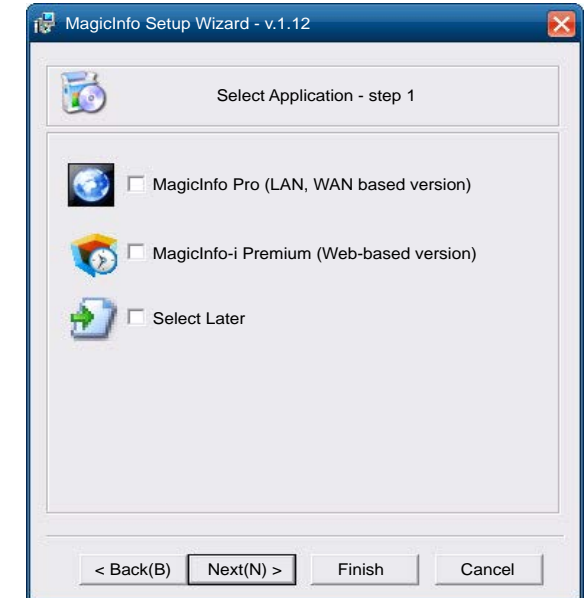 MagicInfo Setup Wizard - v.1.12
Select Application - step 1
MagicInfo Pro (LAN, WAN based version)
MagicInfo-i Premium (Web-based version)
Select Later
< Back(B) Next(N) > Finish Cancel